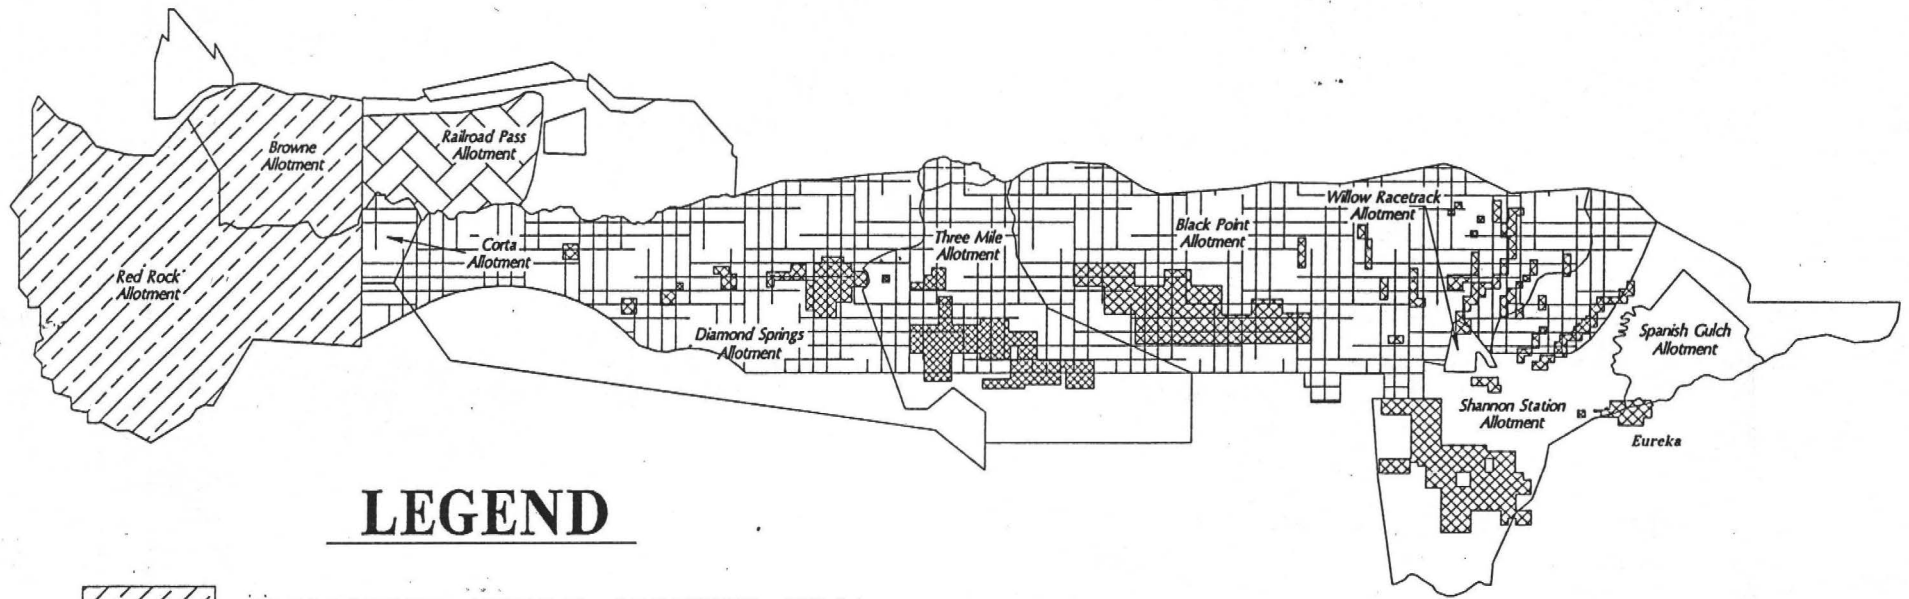 Railroad Pass
Allotment
Browne
Allotment
Willow Racetrack
Allotment
Black Point
Allotment
Three Mile
Allotment
Corta
Allotment
Red Rock
Allotment
Diamond Springs
Allotment
Spanish Gulch
Allotment
Shannon Station
Allotment
Eureka
LEGEND